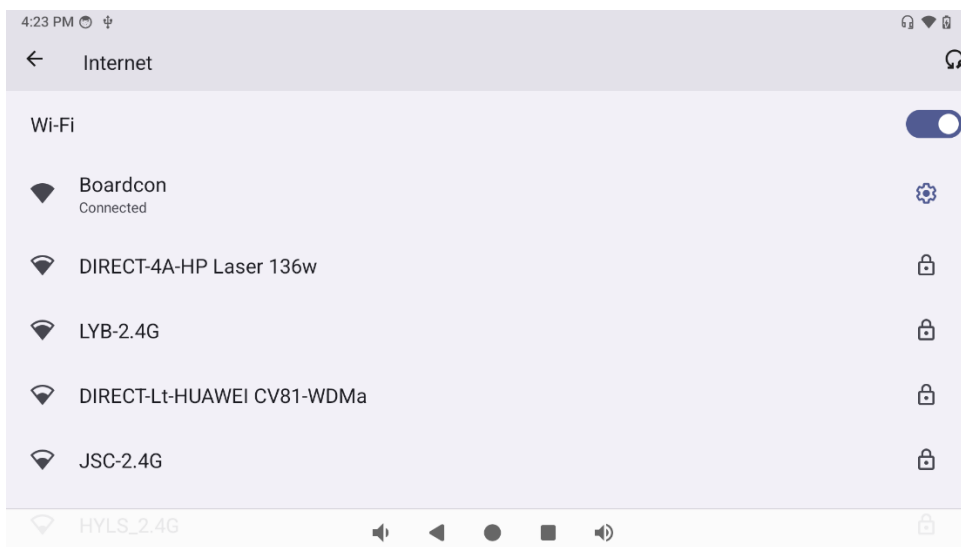 4:23 PM
Internet
Wi-Fi
Boardcon
Connected
DIRECT-4A-HP Laser 136w
LYB-2.4G
DIRECT-Lt-HUAWEI CV81-WDMa
JSC-2.4G
HYLS_2.4G